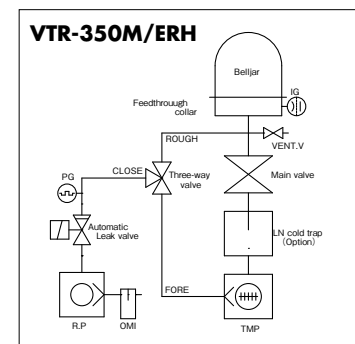 VTR-350M/ERH
Belljar
IG
Feedthrouugh
collar
ROUGH
VENT.V
CLOSE
Three-way
valve
Main valve
PG
Automatic
Leak valve
LN cold trap
(Option)
FORE
R.P
OMI
TMP